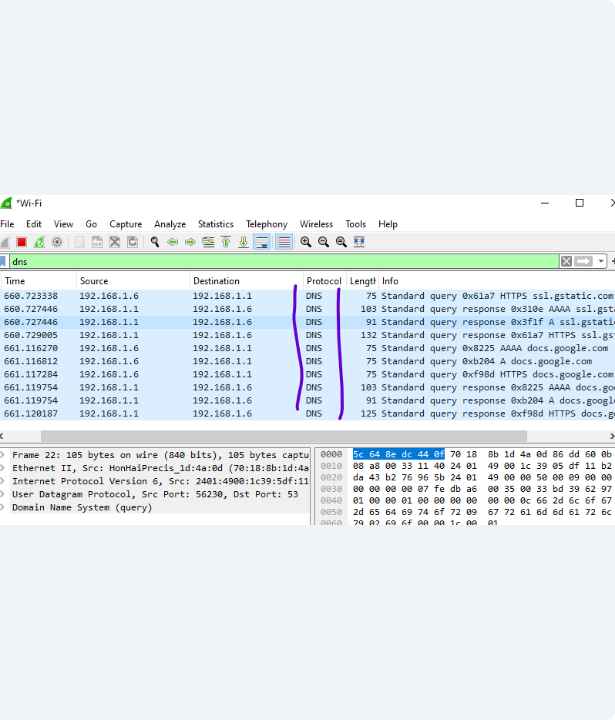 *Wi-Fi
File Edit View Go Capture Analyze Statistics Telephony Wireless Tools Help
dns
Time Source Destination Protocol Length Info
660.723338 192.168.1.6 192.168.1.1 DNS 75 Standard query 0x61a7 HTTPS ssl.gstatic.com
660.727446 192.168.1.1 192.168.1.6 DNS 103 Standard query response 0x310e AAAA ssl.gsta
660.727446 192.168.1.1 192.168.1.6 DNS 91 Standard query response 0x3f1f A ssl.gstati
660.729005 192.168.1.1 192.168.1.6 DNS 132 Standard query response 0x61a7 HTTPS ssl.g
661.116270 192.168.1.6 192.168.1.1 DNS 75 Standard query 0x8225 AAAA docs.google.com
661.116812 192.168.1.6 192.168.1.1 DNS 75 Standard query 0xb204 A docs.google.com
661.117284 192.168.1.6 192.168.1.1 DNS 75 Standard query 0xf98d HTTPS docs.google.com
661.119754 192.168.1.1 192.168.1.6 DNS 103 Standard query response 0x8225 AAAA docs.goo
661.119754 192.168.1.1 192.168.1.6 DNS 91 Standard query response 0xb204 A docs.googl
661.120187 192.168.1.1 192.168.1.6 DNS 125 Standard query response 0xf98d HTTPS docs.g
Frame 22: 105 bytes on wire (840 bits), 105 bytes captu
Ethernet II, Src: HonHaiPrecis_1d:4a:0d (70:18:8b:1d:4a
Internet Protocol Version 6, Src: 2401:4900:1c39:5df:11
User Datagram Protocol, Src Port: 56230, Dst Port: 53
Domain Name System (query)
0000 5c 64 8e dc 44 0f 70 18 8b 1d 4a 0d 86 dd 60 0b
0010 08 a8 00 33 11 40 24 01 49 00 1c 39 05 df 11 b2
0020 da 43 b2 76 96 5b 24 01 49 00 00 50 00 09 00 00
0030 00 00 00 00 07 fe db a6 00 35 00 33 bd 39 62 97
0040 01 00 00 01 00 00 00 00 00 00 0c 66 2d 6c 6f 67
0050 2d 65 64 69 74 6f 72 09 67 72 61 6d 6d 61 72 6c
0060 79 02 69 6f 00 00 1c 00 01